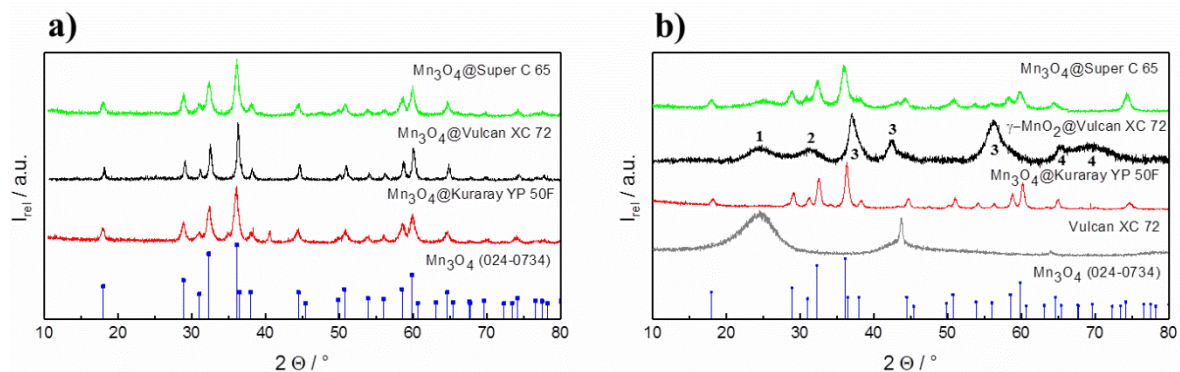 a)
Mn3O4@Super C 65
Mn3O4@Vulcan XC 72
Mn3O4@Kuraray YP 50F
Mn3O4 (024-0734)
Irel / a.u.
10 20 30 40 50 60 70 80
2 Θ / °
b)
Mn3O4@Super C 65
γ-MnO2@Vulcan XC 72
1 2 3 3 3 4 4
Mn3O4@Kuraray YP 50F
Vulcan XC 72
Mn3O4 (024-0734)
Irel / a.u.
10 20 30 40 50 60 70 80
2 Θ / °